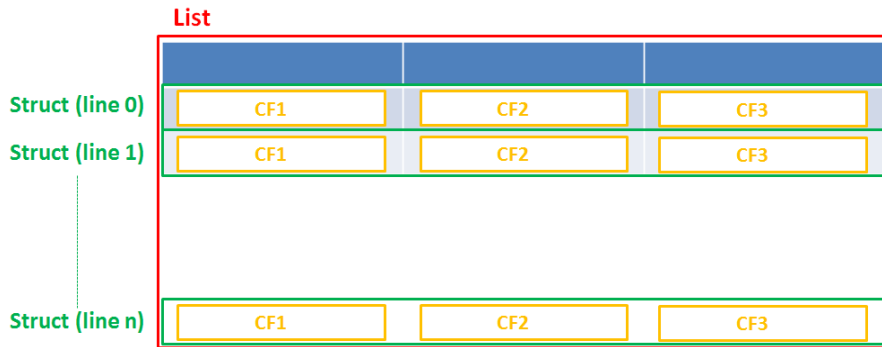 List
Struct (line 0) CF1 CF2 CF3
Struct (line 1) CF1 CF2 CF3
Struct (line n) CF1 CF2 CF3